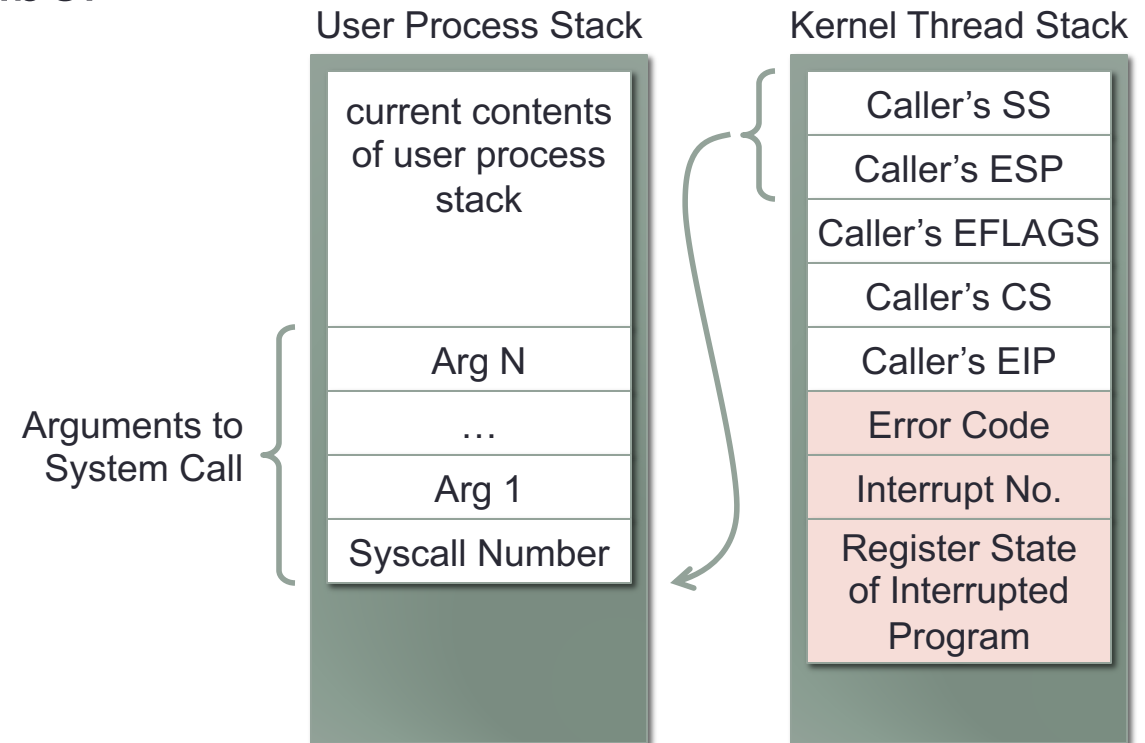 User Process Stack
Kernel Thread Stack
current contents
of user process
stack
Arg N
…
Arg 1
Syscall Number
Arguments to
System Call
Caller’s SS
Caller’s ESP
Caller’s EFLAGS
Caller’s CS
Caller’s EIP
Error Code
Interrupt No.
Register State
of Interrupted
Program